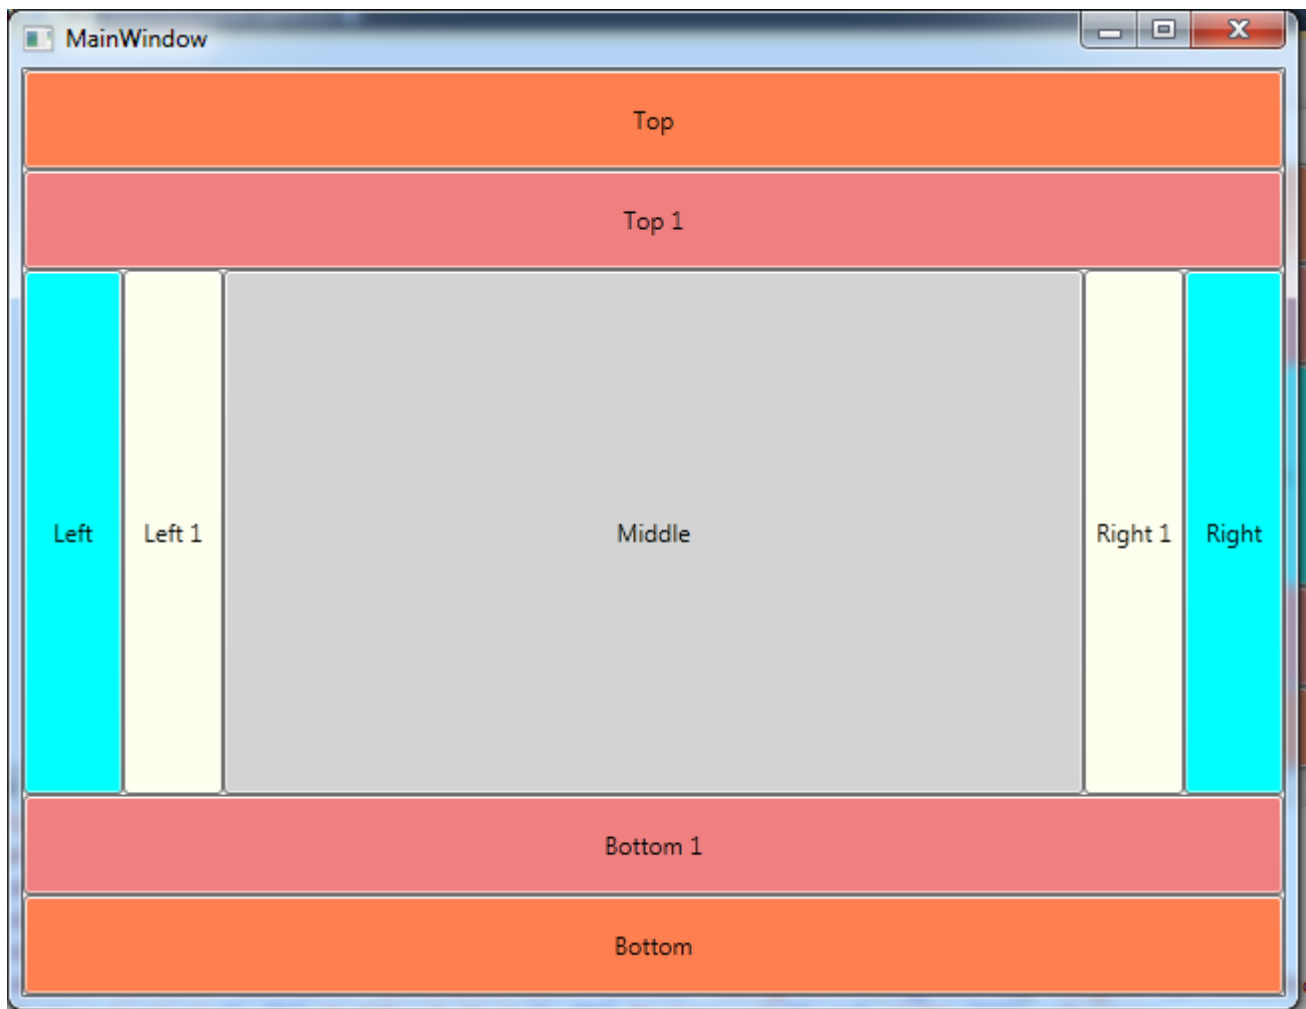 MainWindow
Top
Top 1
Left
Left 1
Middle
Right 1
Right
Bottom 1
Bottom